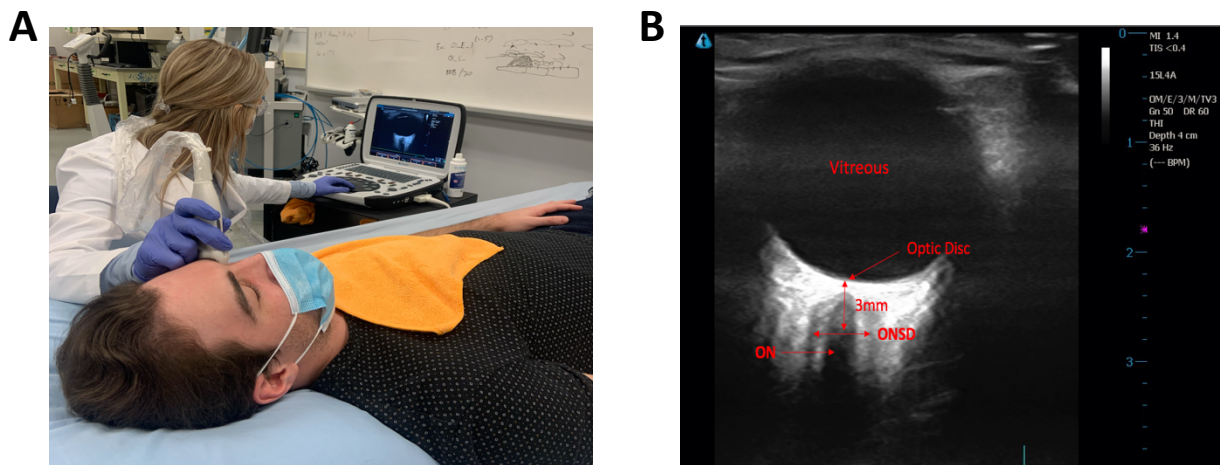 A
B
0
MI 1.4
TIS <0.4
15L4A
OM/E/3/M/TV3
Gn 50 DR 60
THI
Depth 4 cm
36 Hz
(--- BPM)
1
Vitreous
2
Optic Disc
3mm
ONSD
ON
3